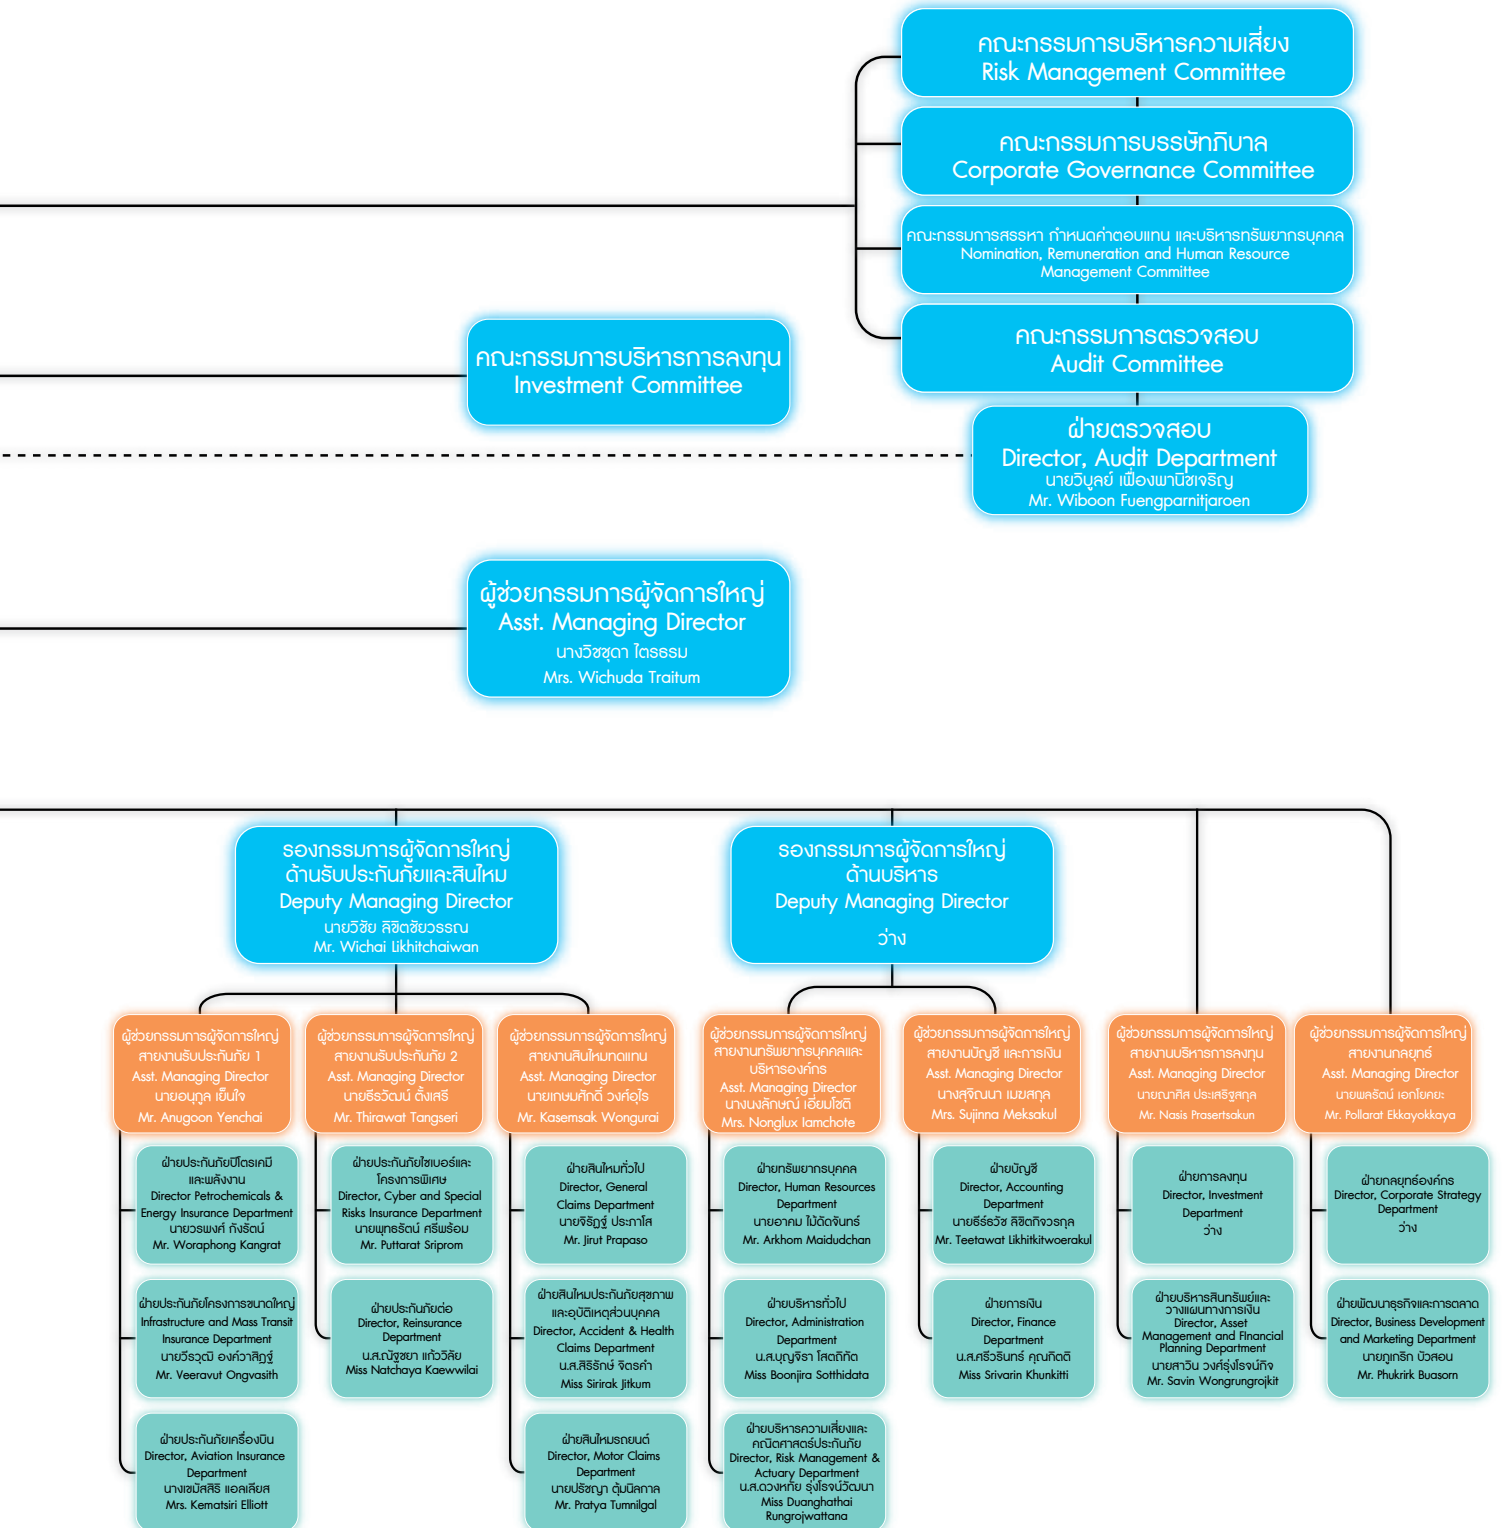 คณะกรรมการบริหารความเสี่ยง
Risk Management Committee
คณะกรรมการบรรษัทภิบาล
Corporate Governance Committee
คณะกรรมการสรรหา กำหนดค่าตอบแทน และบริหารทรัพยากรบุคคล
Nomination, Remuneration and Human Resource
Management Committee
คณะกรรมการตรวจสอบ
Audit Committee
คณะกรรมการบริหารการลงทุน
Investment Committee
ฝ่ายตรวจสอบ
Director, Audit Department
นายวิบูลย์ เฟื่องพานิชเจริญ
Mr. Wiboon Fuengparnitjaroen
ผู้ช่วยกรรมการผู้จัดการใหญ่
Asst. Managing Director
นางวิชชุดา ไตรธรรม
Mrs. Wichuda Traitum
รองกรรมการผู้จัดการใหญ่
ด้านรับประกันภัยและสินไหม
Deputy Managing Director
นายวิชัย ลิขิตชัยวรรณ
Mr. Wichai Likhitchaiwan
รองกรรมการผู้จัดการใหญ่
ด้านบริหาร
Deputy Managing Director
ว่าง
ผู้ช่วยกรรมการผู้จัดการใหญ่
สายงานรับประกันภัย 1
Asst. Managing Director
นายอนุกูล เย็นใจ
Mr. Anugoon Yenchai
ผู้ช่วยกรรมการผู้จัดการใหญ่
สายงานรับประกันภัย 2
Asst. Managing Director
นายธีรวัฒน์ ตั้งเสรี
Mr. Thirawat Tangseri
ผู้ช่วยกรรมการผู้จัดการใหญ่
สายงานสินไหมทดแทน
Asst. Managing Director
นายเกษมศักดิ์ วงศ์อุไร
Mr. Kasemsak Wongurai
ผู้ช่วยกรรมการผู้จัดการใหญ่
สายงานทรัพยากรบุคคลและ
บริหารองค์กร
Asst. Managing Director
นางนงลักษณ์ เอี่ยมโชติ
Mrs. Nonglux Iamchote
ผู้ช่วยกรรมการผู้จัดการใหญ่
สายงานบัญชี และการเงิน
Asst. Managing Director
นางสุจิณนา เมฆสกุล
Mrs. Sujinna Meksakul
ผู้ช่วยกรรมการผู้จัดการใหญ่
สายงานบริหารการลงทุน
Asst. Managing Director
นายณาศิส ประเสริฐสกุล
Mr. Nasis Prasertsakun
ผู้ช่วยกรรมการผู้จัดการใหญ่
สายงานกลยุทธ์
Asst. Managing Director
นายพลรัตน์ เอกโยคยะ
Mr. Pollarat Ekkayokkaya
ฝ่ายประกันภัยปิโตรเคมี
และพลังงาน
Director Petrochemicals &
Energy Insurance Department
นายวรพงศ์ กังรัตน์
Mr. Woraphong Kangrat
ฝ่ายประกันภัยไซเบอร์และ
โครงการพิเศษ
Director, Cyber and Special
Risks Insurance Department
นายพุทธรัตน์ ศรีพร้อม
Mr. Puttarat Sriprom
ฝ่ายสินไหมทั่วไป
Director, General
Claims Department
นายจิรัฏฐ์ ประภาโส
Mr. Jirut Prapaso
ฝ่ายทรัพยากรบุคคล
Director, Human Resources
Department
นายอาคม ไม้ดัดจันทร์
Mr. Arkhom Maidudchan
ฝ่ายบัญชี
Director, Accounting
Department
นายธีร์ธวัช ลิขิตกิจวรกุล
Mr. Teetawat Likhitkitwoerakul
ฝ่ายการลงทุน
Director, Investment
Department
ว่าง
ฝ่ายกลยุทธ์องค์กร
Director, Corporate Strategy
Department
ว่าง
ฝ่ายประกันภัยโครงการขนาดใหญ่
Infrastructure and Mass Transit
Insurance Department
นายวีรวุฒิ องค์วาสิฏฐ์
Mr. Veeravut Ongvasith
ฝ่ายประกันภัยต่อ
Director, Reinsurance
Department
น.ส.ณัฐชยา แก้ววิลัย
Miss Natchaya Kaewwilai
ฝ่ายสินไหมประกันภัยสุขภาพ
และอุบัติเหตุส่วนบุคคล
Director, Accident & Health
Claims Department
น.ส.สิริรักษ์ จิตรคำ
Miss Sirirak Jitkum
ฝ่ายบริหารทั่วไป
Director, Administration
Department
น.ส.บุญจิรา โสตถิทัต
Miss Boonjira Sotthidata
ฝ่ายการเงิน
Director, Finance
Department
น.ส.ศรีวรินทร์ คุณกิตติ
Miss Srivarin Khunkitti
ฝ่ายบริหารสินทรัพย์และ
วางแผนทางการเงิน
Director, Asset
Management and Financial
Planning Department
นายสาวิน วงศ์รุ่งโรจน์กิจ
Mr. Savin Wongrungrojkit
ฝ่ายพัฒนาธุรกิจและการตลาด
Director, Business Development
and Marketing Department
นายภูเกริก บัวสอน
Mr. Phukrirk Buasorn
ฝ่ายประกันภัยเครื่องบิน
Director, Aviation Insurance
Department
นางเขมัสสิริ แอลเลียส
Mrs. Kematsiri Elliott
ฝ่ายสินไหมรถยนต์
Director, Motor Claims
Department
นายปรัชญา ตุ้มนิลกาล
Mr. Pratya Tumnilgal
ฝ่ายบริหารความเสี่ยงและ
คณิตศาสตร์ประกันภัย
Director, Risk Management &
Actuary Department
น.ส.ดวงหทัย รุ่งโรจน์วัฒนา
Miss Duanghathai
Rungrojwattana